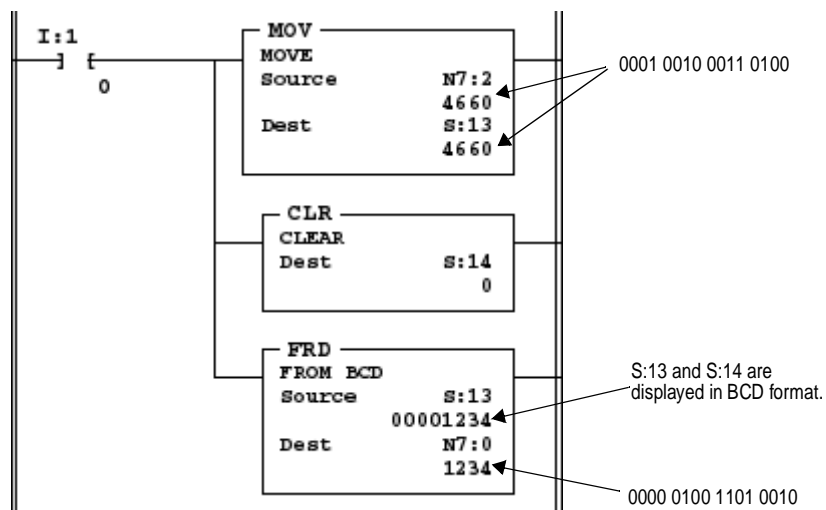 I:1
] [
0
MOV
MOVE
Source N7:2
4660
Dest S:13
4660
0001 0010 0011 0100
CLR
CLEAR
Dest S:14
0
FRD
FROM BCD
Source S:13
00001234
Dest N7:0
1234
S:13 and S:14 are
displayed in BCD format.
0000 0100 1101 0010